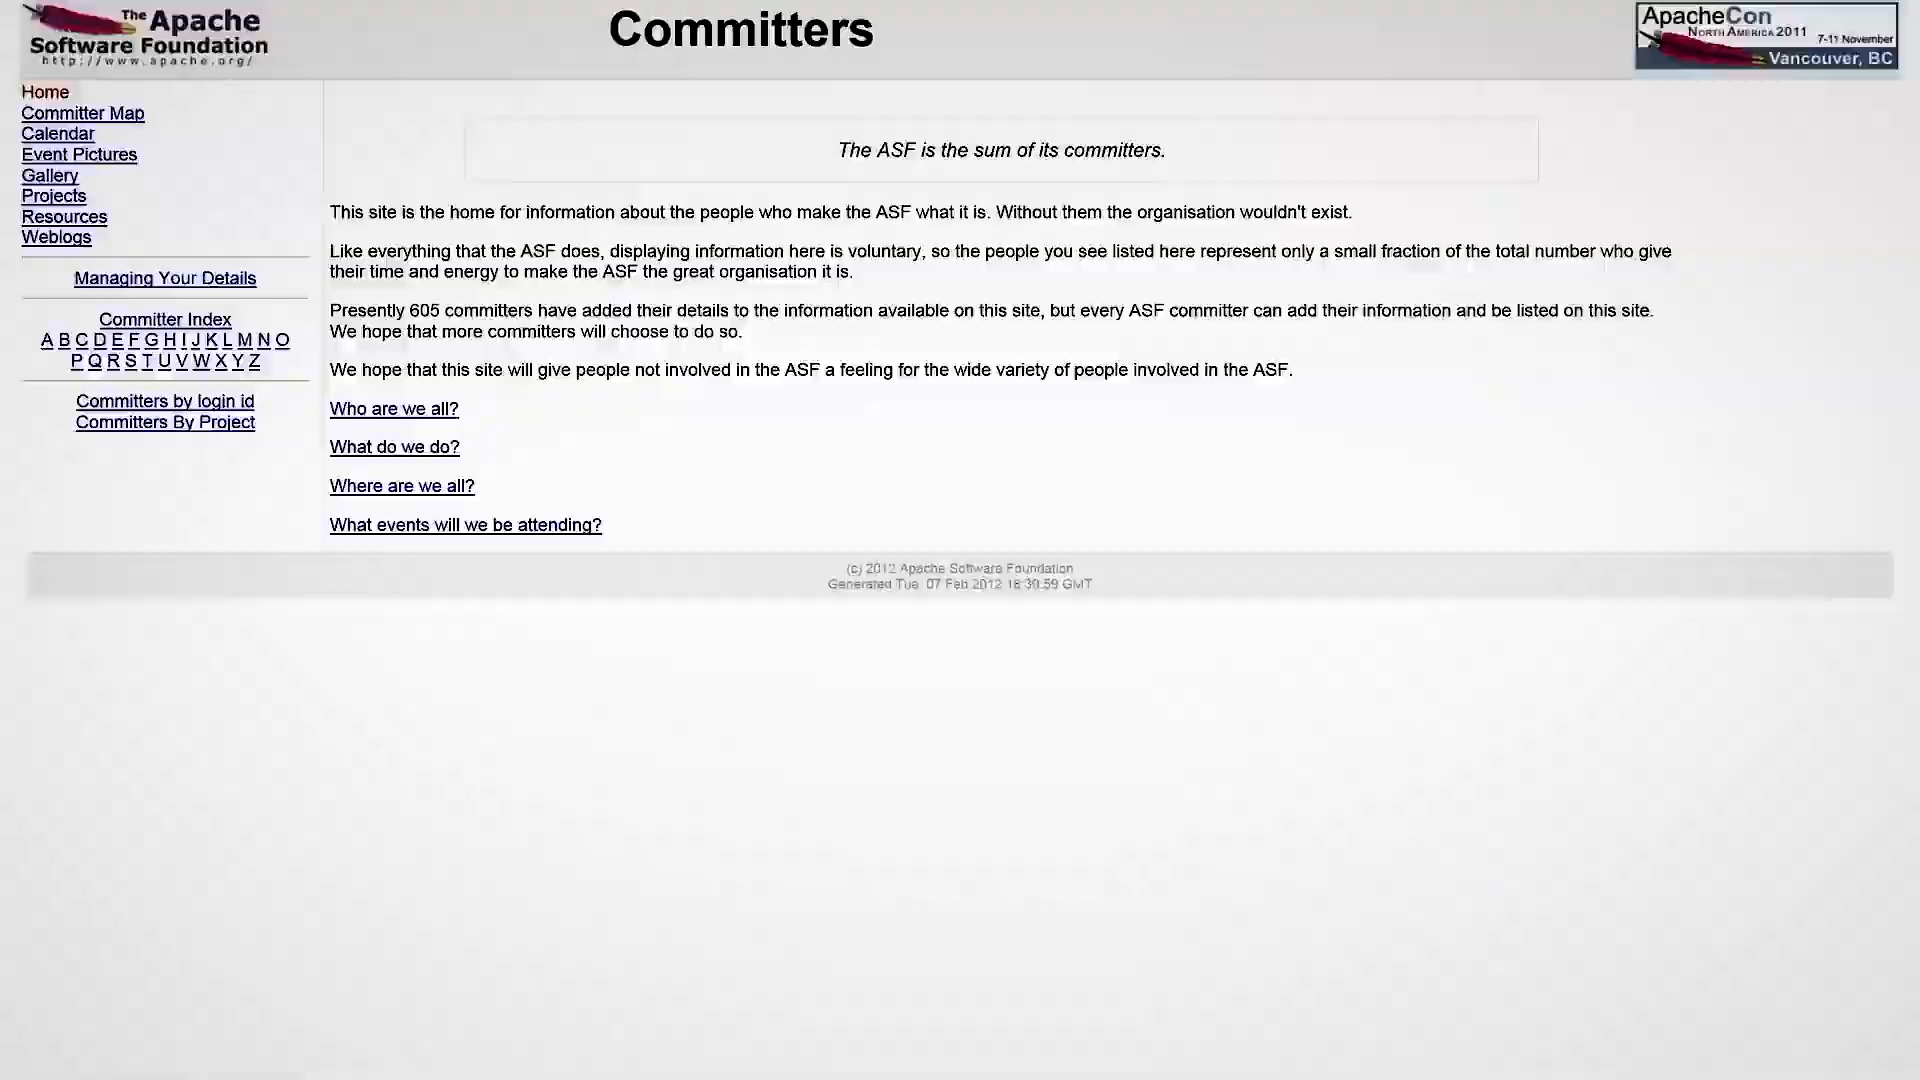 The Apache
Software Foundation
http://www.apache.org/
Committers
ApacheCon
North America 2011 7-11 November
Vancouver, BC
Home
Committer Map
Calendar
Event Pictures
Gallery
Projects
Resources
Weblogs
Managing Your Details
Committer Index
A B C D E F G H I J K L M N O
P Q R S T U V W X Y Z
Committers by login id
Committers By Project
The ASF is the sum of its committers.
This site is the home for information about the people who make the ASF what it is. Without them the organisation wouldn't exist.
Like everything that the ASF does, displaying information here is voluntary, so the people you see listed here represent only a small fraction of the total number who give
their time and energy to make the ASF the great organisation it is.
Presently 605 committers have added their details to the information available on this site, but every ASF committer can add their information and be listed on this site.
We hope that more committers will choose to do so.
We hope that this site will give people not involved in the ASF a feeling for the wide variety of people involved in the ASF.
Who are we all?
What do we do?
Where are we all?
What events will we be attending?
(c) 2012 Apache Software Foundation
Generated Tue, 07 Feb 2012 18:39:59 GMT